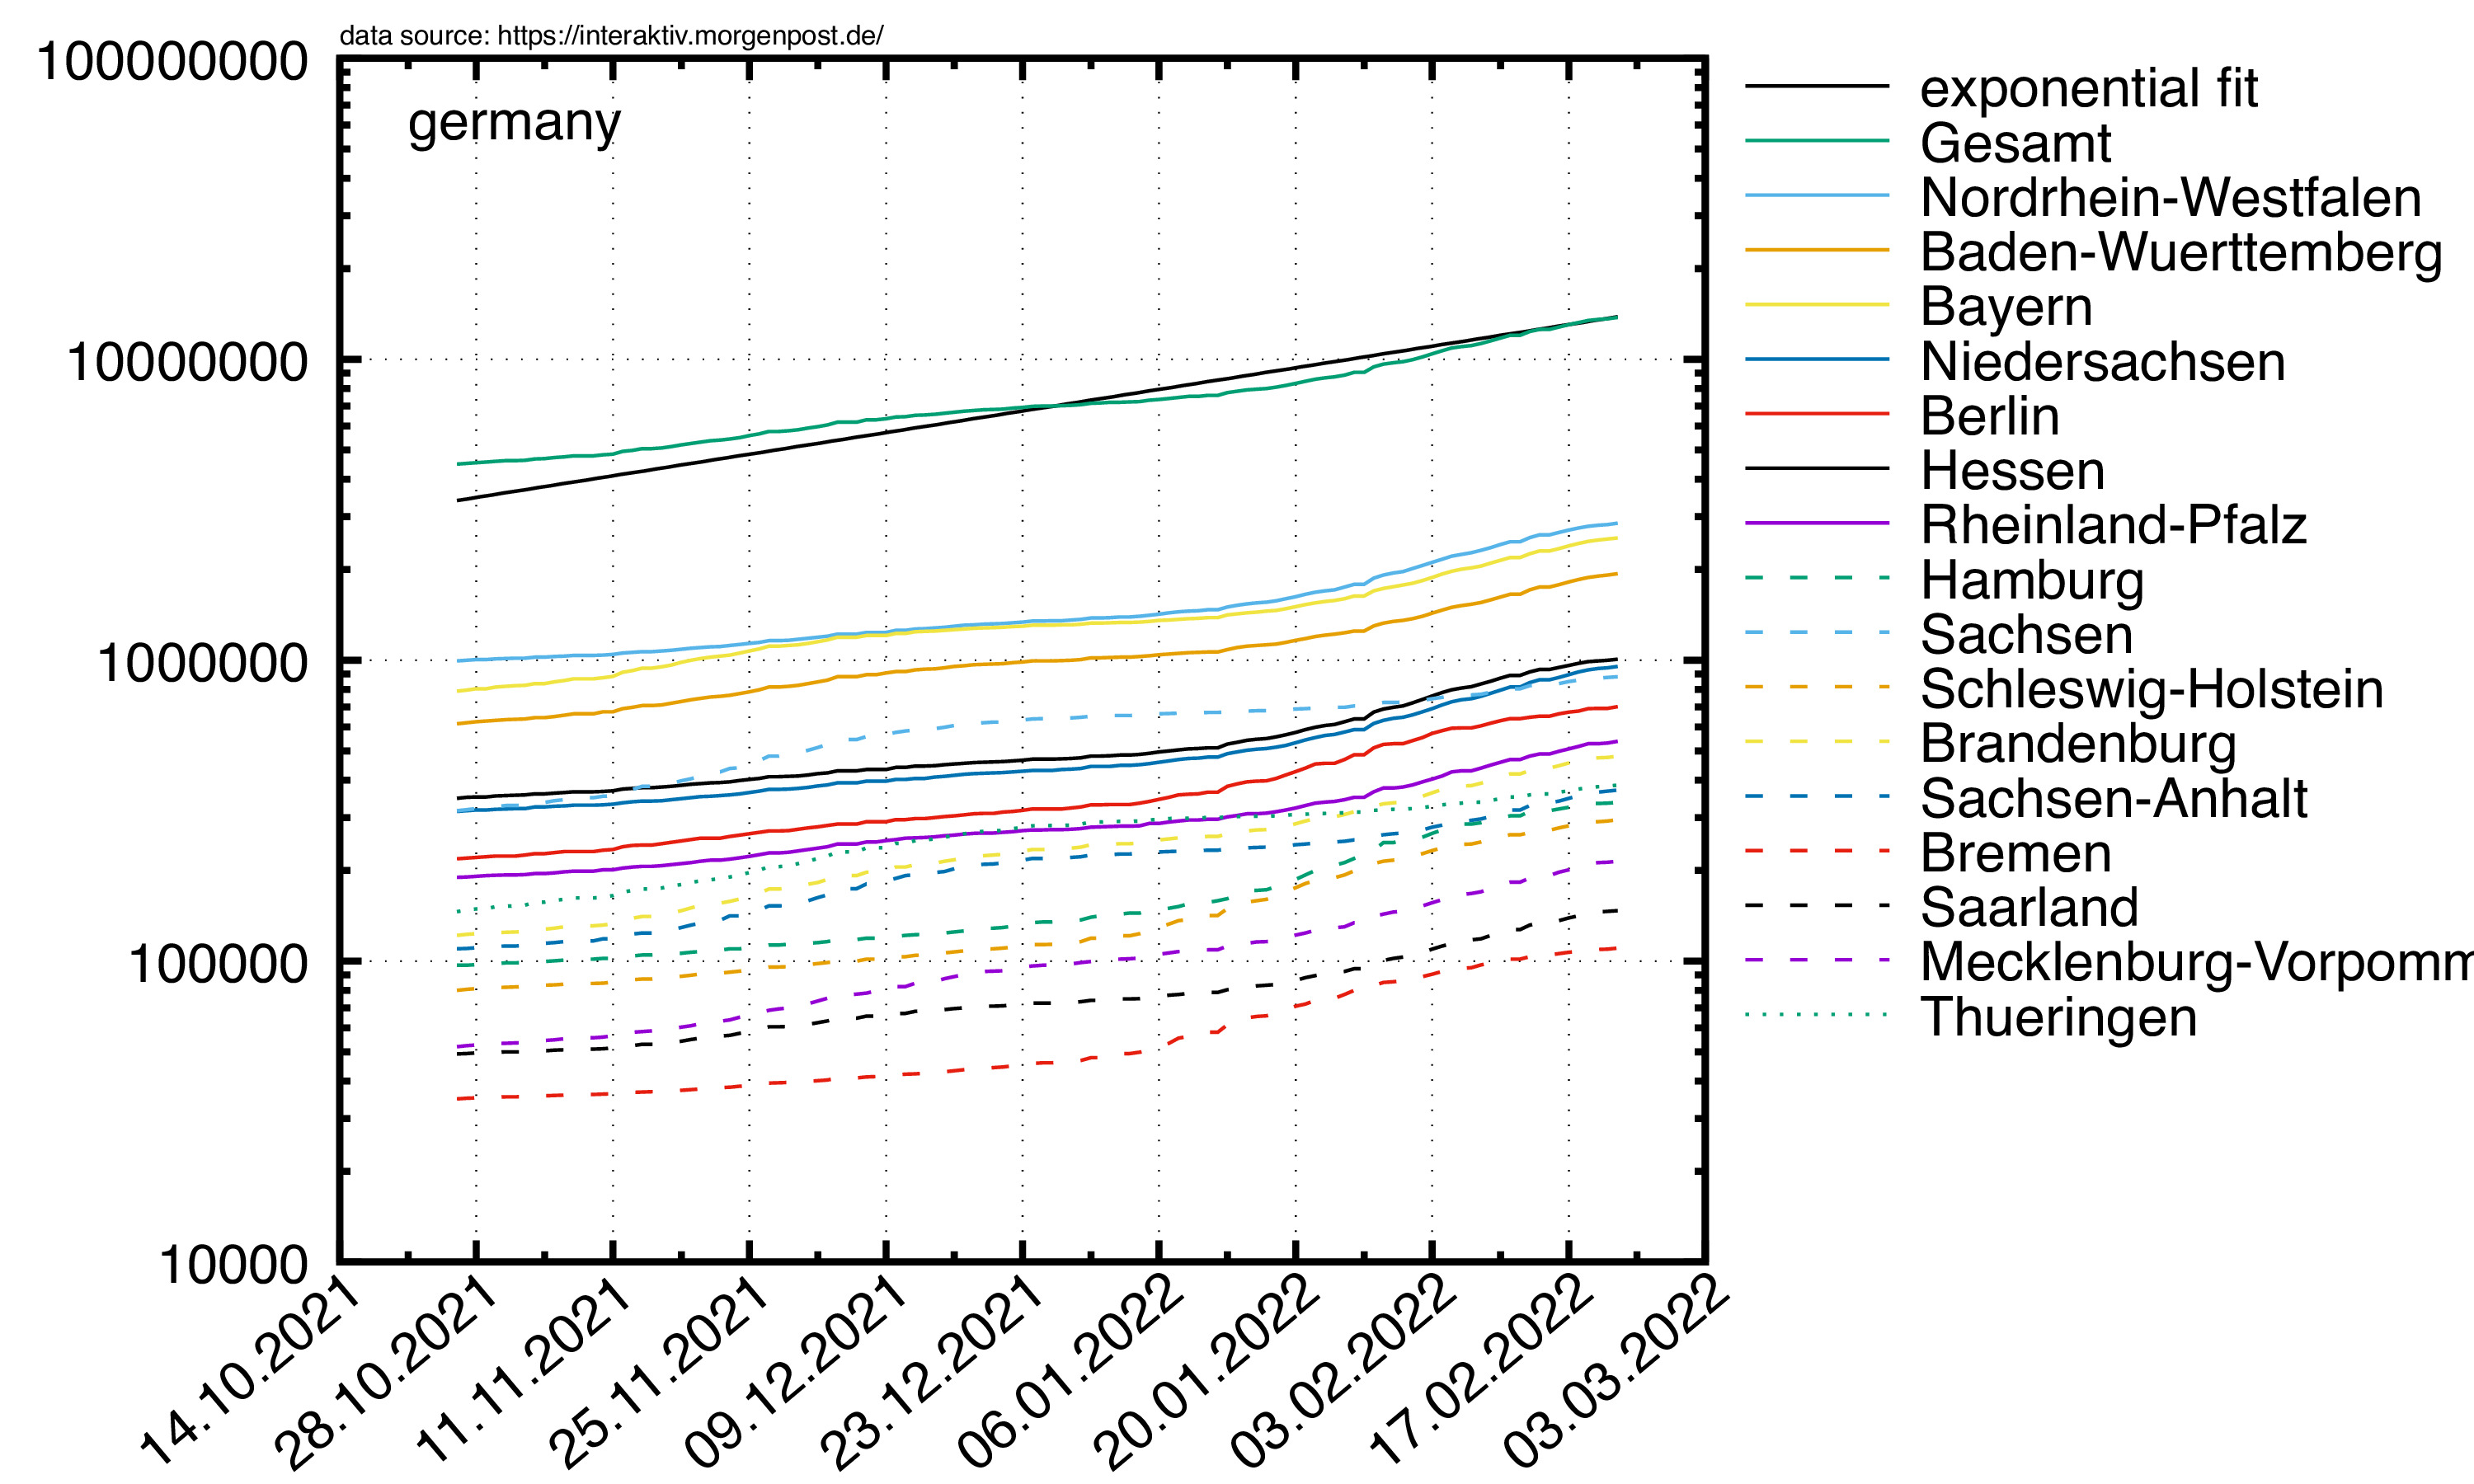 data source: https://interaktiv.morgenpost.de/
germany
100000000
10000000
1000000
100000
10000
14.10.2021
28.10.2021
11.11.2021
25.11.2021
09.12.2021
23.12.2021
06.01.2022
20.01.2022
03.02.2022
17.02.2022
03.03.2022
exponential fit
Gesamt
Nordrhein-Westfalen
Baden-Wuerttemberg
Bayern
Niedersachsen
Berlin
Hessen
Rheinland-Pfalz
Hamburg
Sachsen
Schleswig-Holstein
Brandenburg
Sachsen-Anhalt
Bremen
Saarland
Mecklenburg-Vorpomm
Thueringen